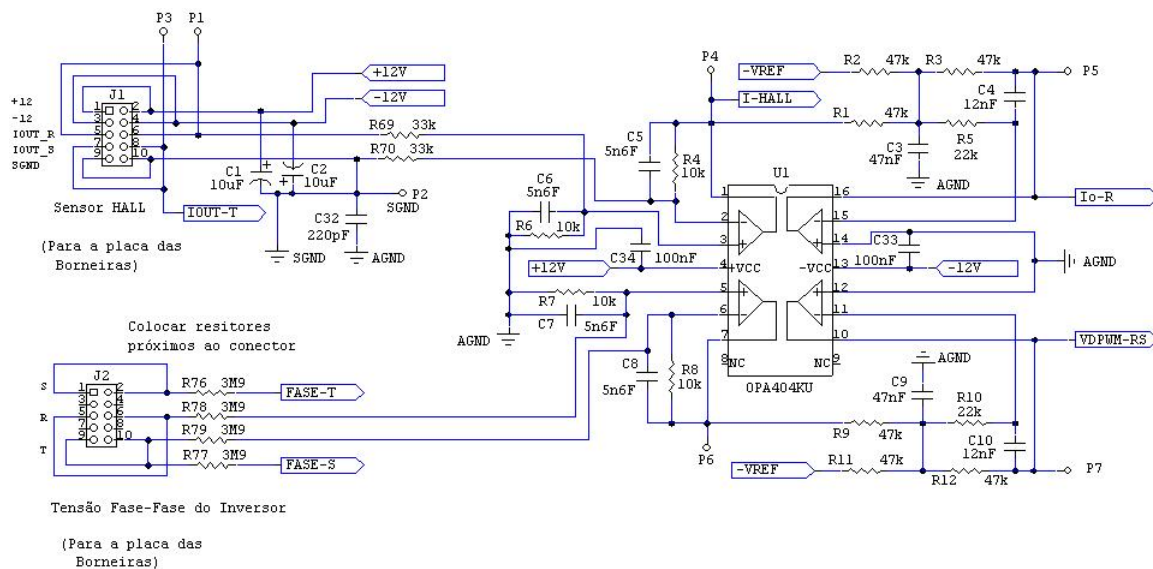 P3 P1
P4
+12V
-12V
-VREF
I-HALL
R2 47k R3 47k
P5
C4
12nF
J1
1 2
3 4
5 6
7 8
9 10
+12
-12
IOUT_R
IOUT_S
SGND
R69 33k
R70 33k
C1
10uF
C2
10uF
P2
SGND
C5
5n6F
R4
10k
R1 47k
C3
47nF
R5
22k
AGND
Sensor HALL
IOUT-T
C32
220pF
SGND
AGND
(Para a placa das
Borneiras)
C6
5n6F
R6 10k
C34
100nF
+12V
U1
1 16
2 15
3 14
4 +VCC -VCC 13
5 12
6 11
7 10
8 NC NC 9
OPA404KU
Io-R
C33
100nF
-12V
AGND
R7 10k
C7 5n6F
AGND
VDPWM-RS
Colocar resitores
próximos ao conector
J2
1 2
3 4
5 6
7 8
9 10
S
R
T
R76 3M9
FASE-T
R78 3M9
R79 3M9
R77 3M9
FASE-S
C8
5n6F
R8
10k
AGND
C9
47nF
R10
22k
R9 47k
C10
12nF
P6
-VREF
R11 47k
R12 47k
P7
Tensão Fase-Fase do Inversor
(Para a placa das
Borneiras)